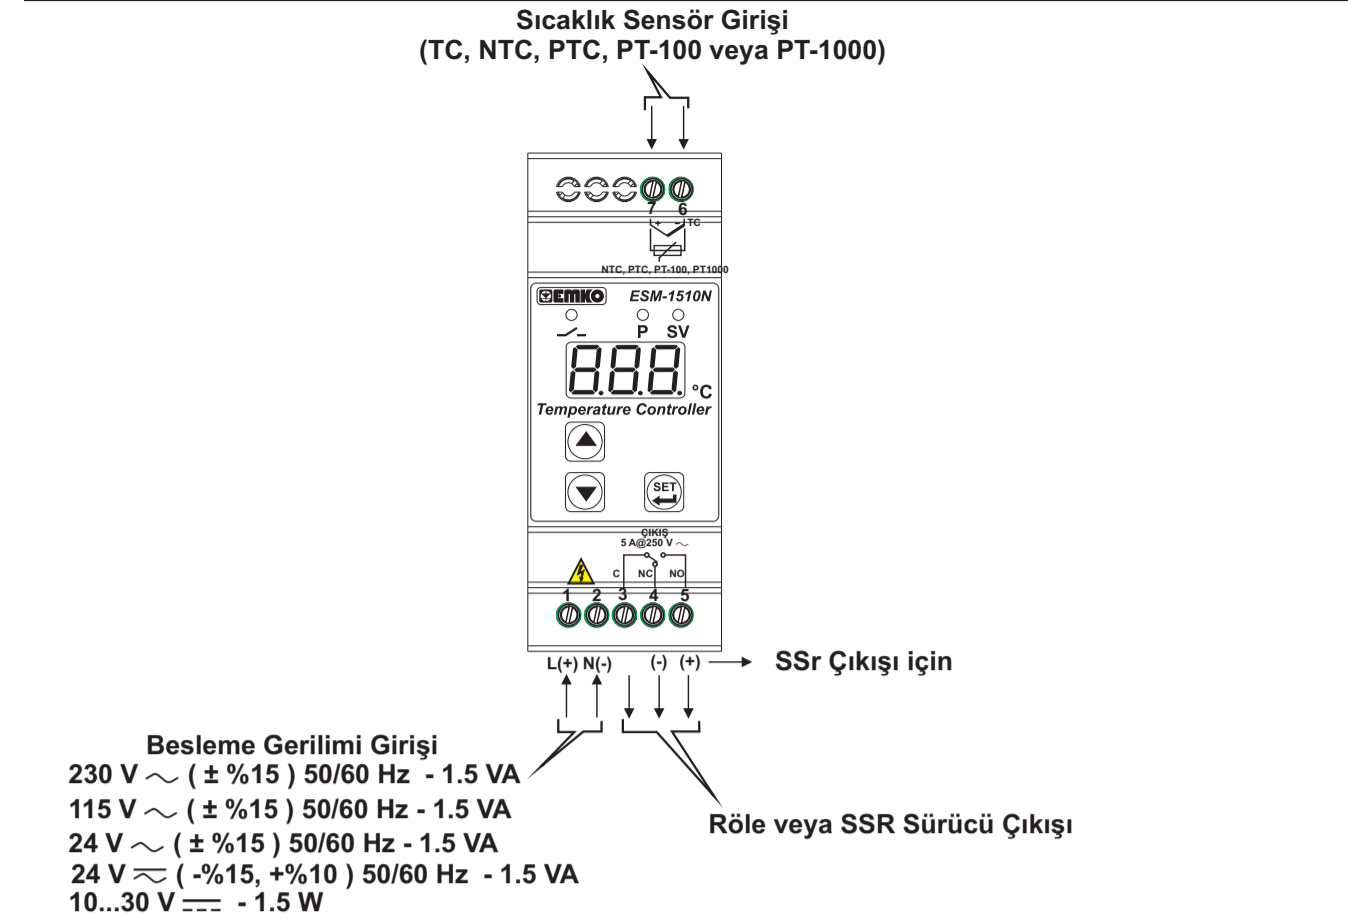 Sıcaklık Sensör Girişi
(TC, NTC, PTC, PT-100 veya PT-1000)
7 6
+ - TC
NTC, PTC, PT-100, PT1000
EMKO ESM-1510N
P SV
888
°C
Temperature Controller
SET
ÇIKIŞ
5 A@250 V ~
C NC NO
1 2 3 4 5
L(+) N(-) (-) (+) SSr Çıkışı için
Besleme Gerilimi Girişi
230 V ~ ( ± %15 ) 50/60 Hz - 1.5 VA
115 V ~ ( ± %15 ) 50/60 Hz - 1.5 VA
24 V ~ ( ± %15 ) 50/60 Hz - 1.5 VA
24 V ⏦ ( -%15, +%10 ) 50/60 Hz - 1.5 VA
10...30 V ⎓ - 1.5 W
Röle veya SSR Sürücü Çıkışı